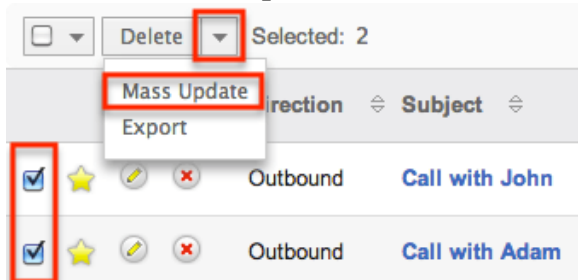 Delete Selected: 2
Mass Update
Export
irection Subject
Outbound Call with John
Outbound Call with Adam